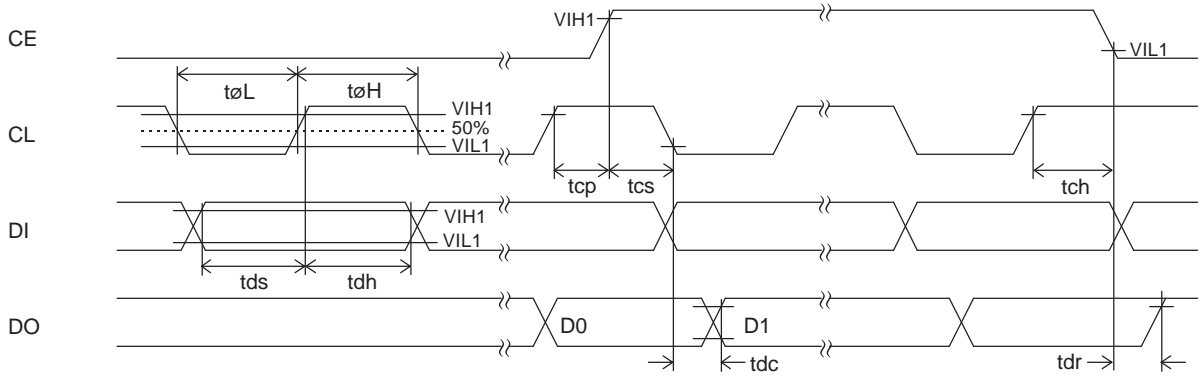 CE
VIH1
VIL1
tøL
tøH
CL
VIH1
50%
VIL1
tcp
tcs
tch
DI
VIH1
VIL1
tds
tdh
DO
D0
D1
tdc
tdr